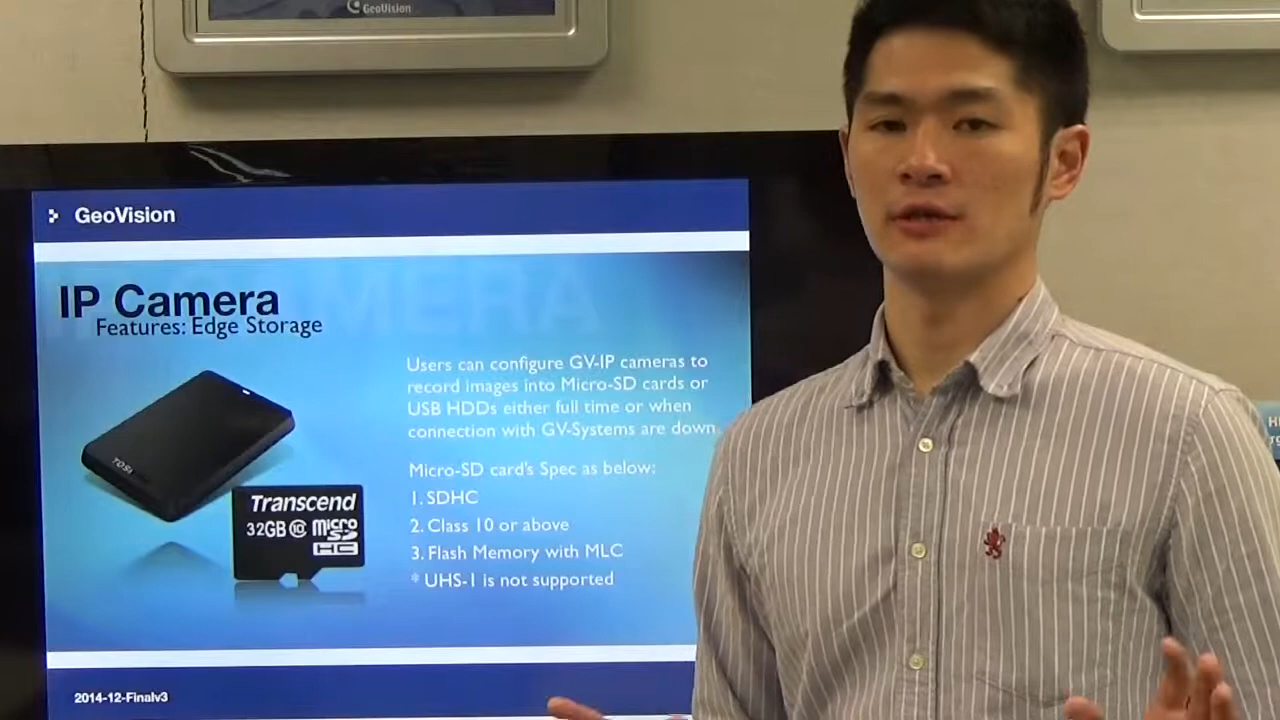 GeoVision
GeoVision
IP Camera
Features: Edge Storage
Users can configure GV-IP cameras to
record images into Micro-SD cards or
USB HDDs either full time or when
connection with GV-Systems are down.
Micro-SD card's Spec as below:
1. SDHC
2. Class 10 or above
3. Flash Memory with MLC
* UHS-1 is not supported
TOSI
Transcend
32GB 10 micro
SD
HC
2014-12-Finalv3